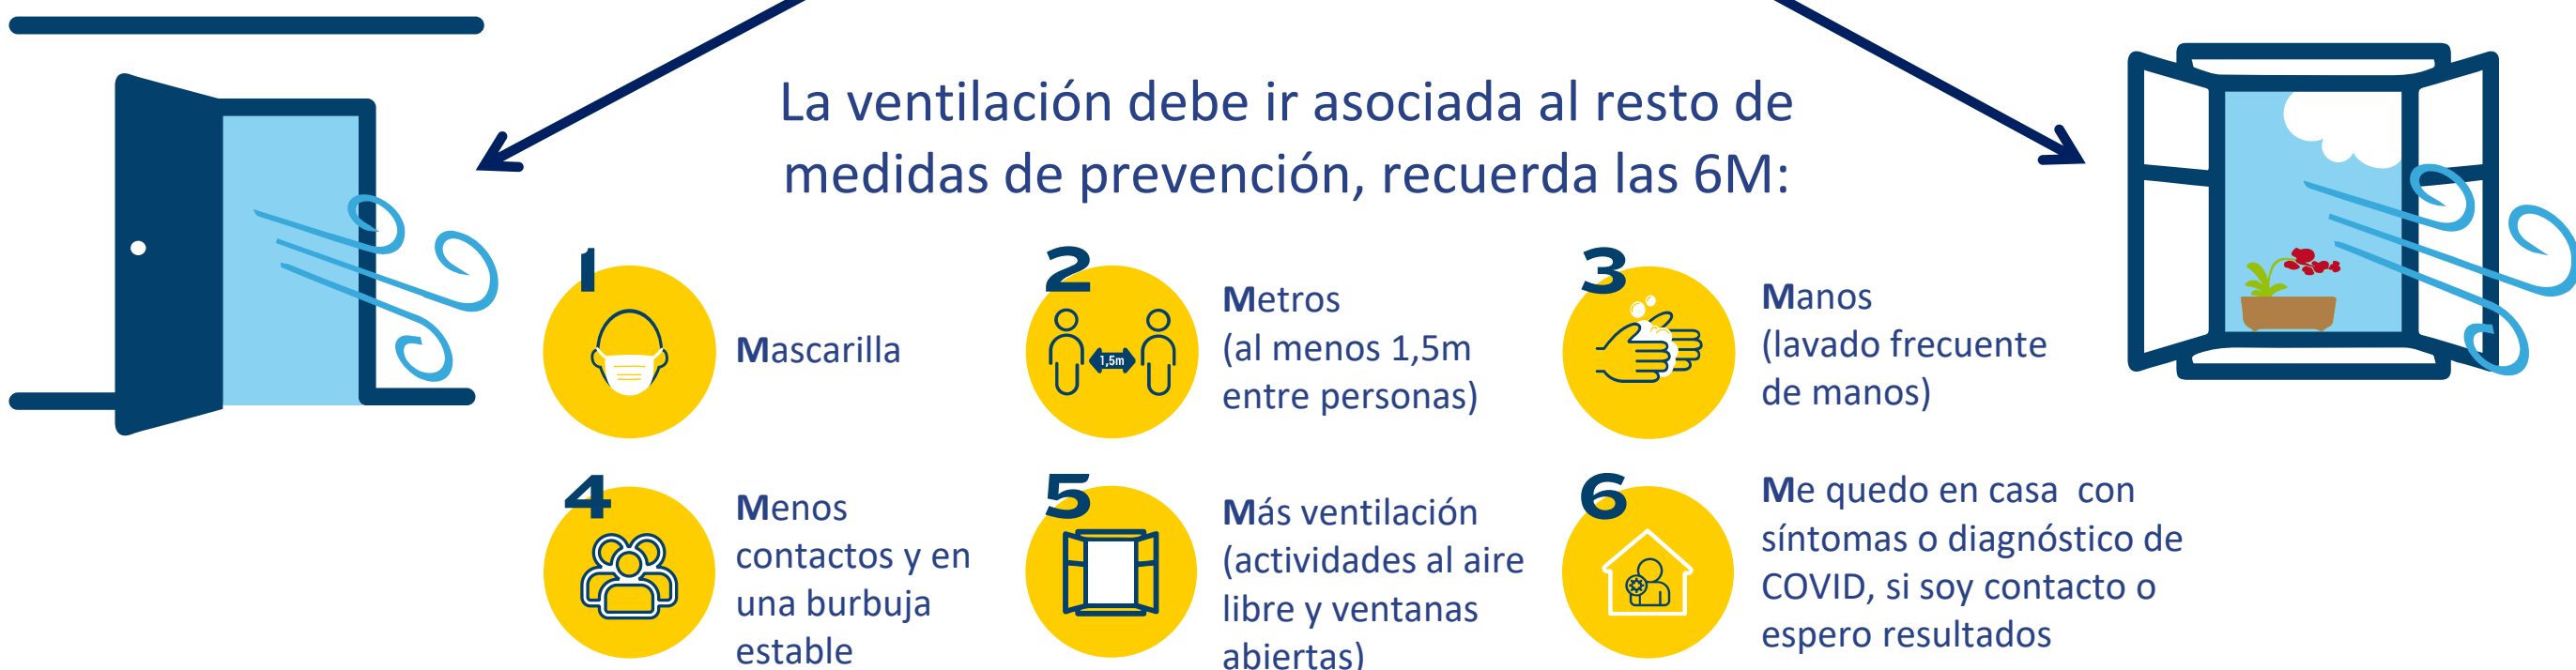 La ventilación debe ir asociada al resto de
medidas de prevención, recuerda las 6M:
1
Mascarilla
2
1,5m
Metros
(al menos 1,5m
entre personas)
3
Manos
(lavado frecuente
de manos)
4
Menos
contactos y en
una burbuja
estable
5
Más ventilación
(actividades al aire
libre y ventanas
abiertas)
6
Me quedo en casa  con
síntomas o diagnóstico de
COVID, si soy contacto o
espero resultados